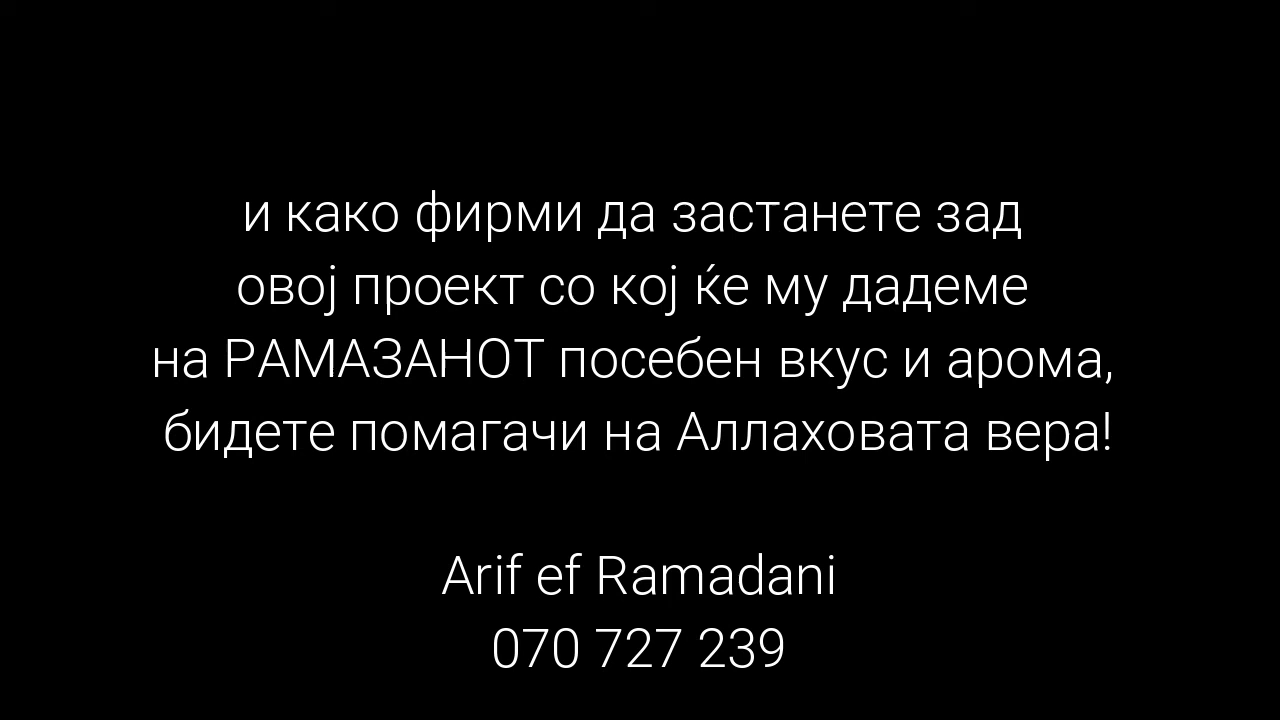 и како фирми да застанете зад
овој проект со кој ќе му дадеме
на РАМАЗАНОТ посебен вкус и арома,
бидете помагачи на Аллаховата вера!
Arif ef Ramadani
070 727 239